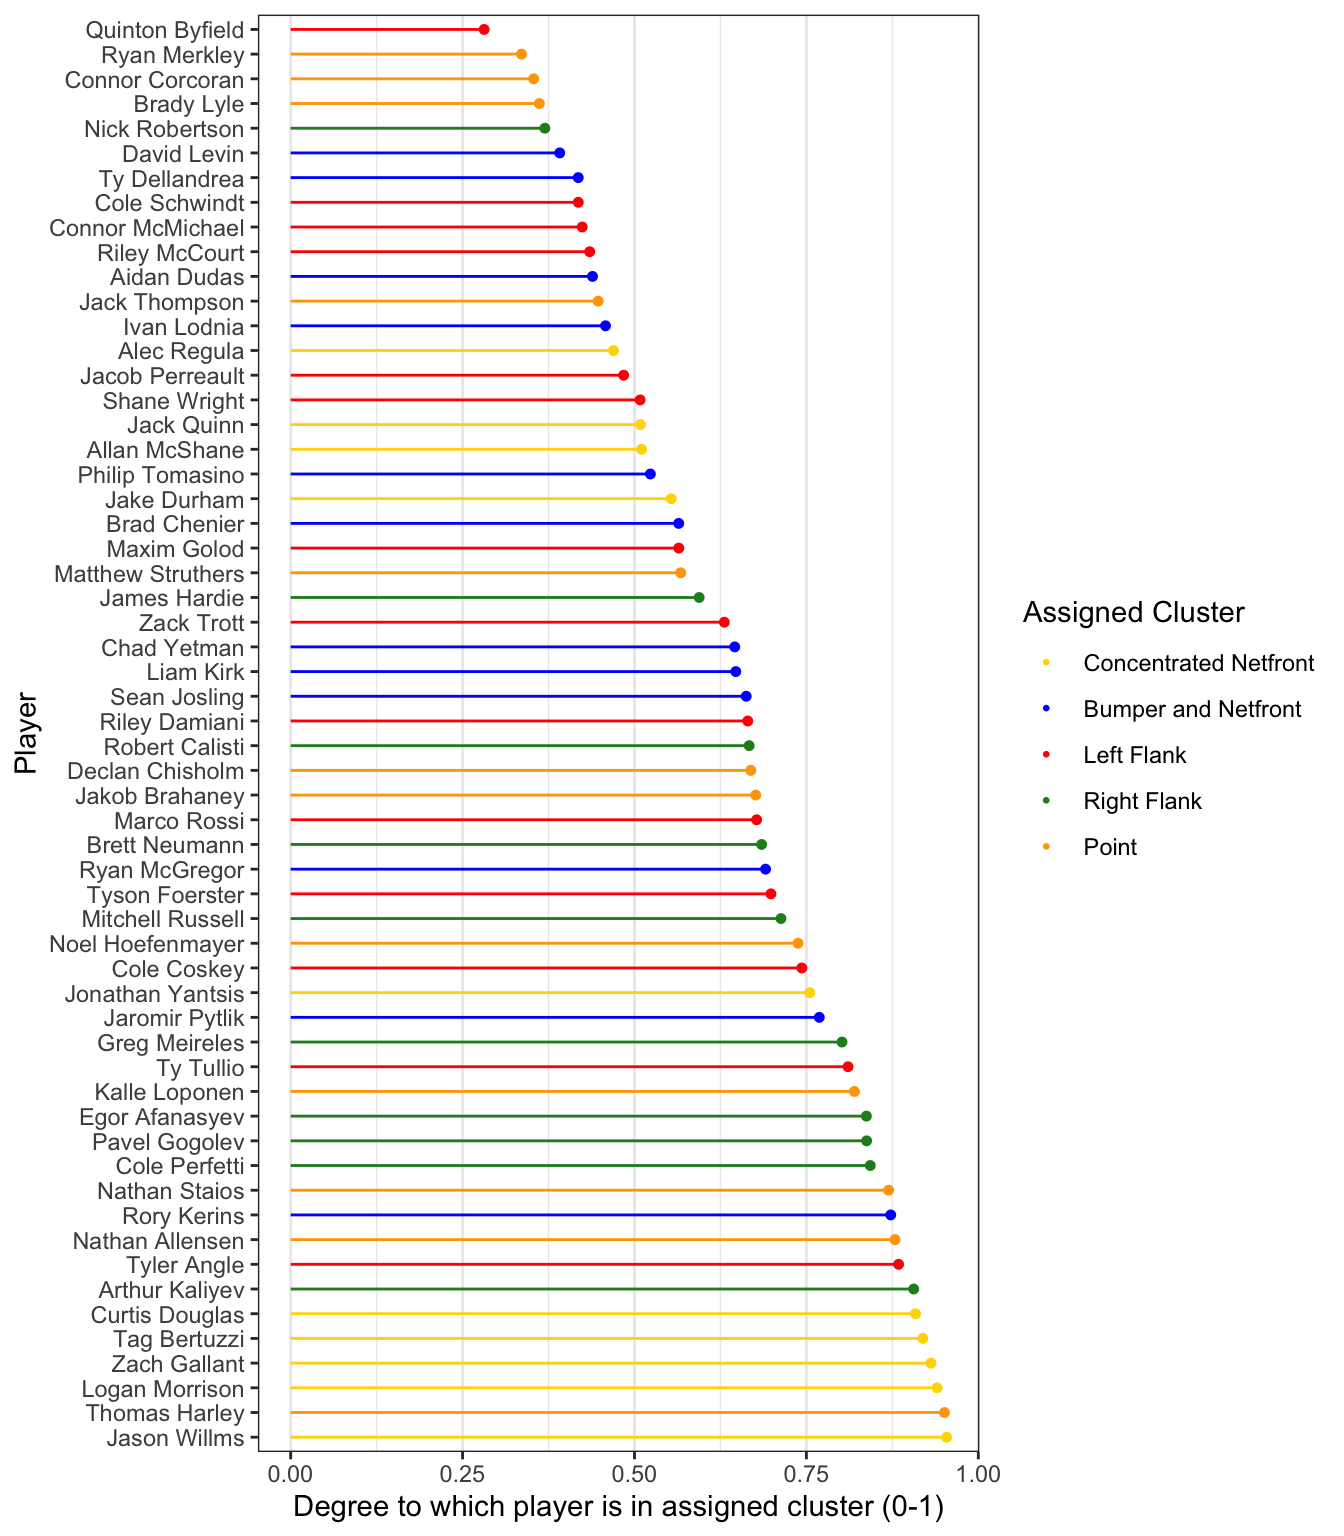 Quinton Byfield
Ryan Merkley
Connor Corcoran
Brady Lyle
Nick Robertson
David Levin
Ty Dellandrea
Cole Schwindt
Connor McMichael
Riley McCourt
Aidan Dudas
Jack Thompson
Ivan Lodnia
Alec Regula
Jacob Perreault
Shane Wright
Jack Quinn
Allan McShane
Philip Tomasino
Jake Durham
Brad Chenier
Maxim Golod
Matthew Struthers
James Hardie
Zack Trott
Chad Yetman
Liam Kirk
Sean Josling
Riley Damiani
Robert Calisti
Declan Chisholm
Jakob Brahaney
Marco Rossi
Brett Neumann
Ryan McGregor
Tyson Foerster
Mitchell Russell
Noel Hoefenmayer
Cole Coskey
Jonathan Yantsis
Jaromir Pytlik
Greg Meireles
Ty Tullio
Kalle Loponen
Egor Afanasyev
Pavel Gogolev
Cole Perfetti
Nathan Staios
Rory Kerins
Nathan Allensen
Tyler Angle
Arthur Kaliyev
Curtis Douglas
Tag Bertuzzi
Zach Gallant
Logan Morrison
Thomas Harley
Jason Willms
Player
0.00 0.25 0.50 0.75 1.00
Degree to which player is in assigned cluster (0-1)
Assigned Cluster
Concentrated Netfront
Bumper and Netfront
Left Flank
Right Flank
Point